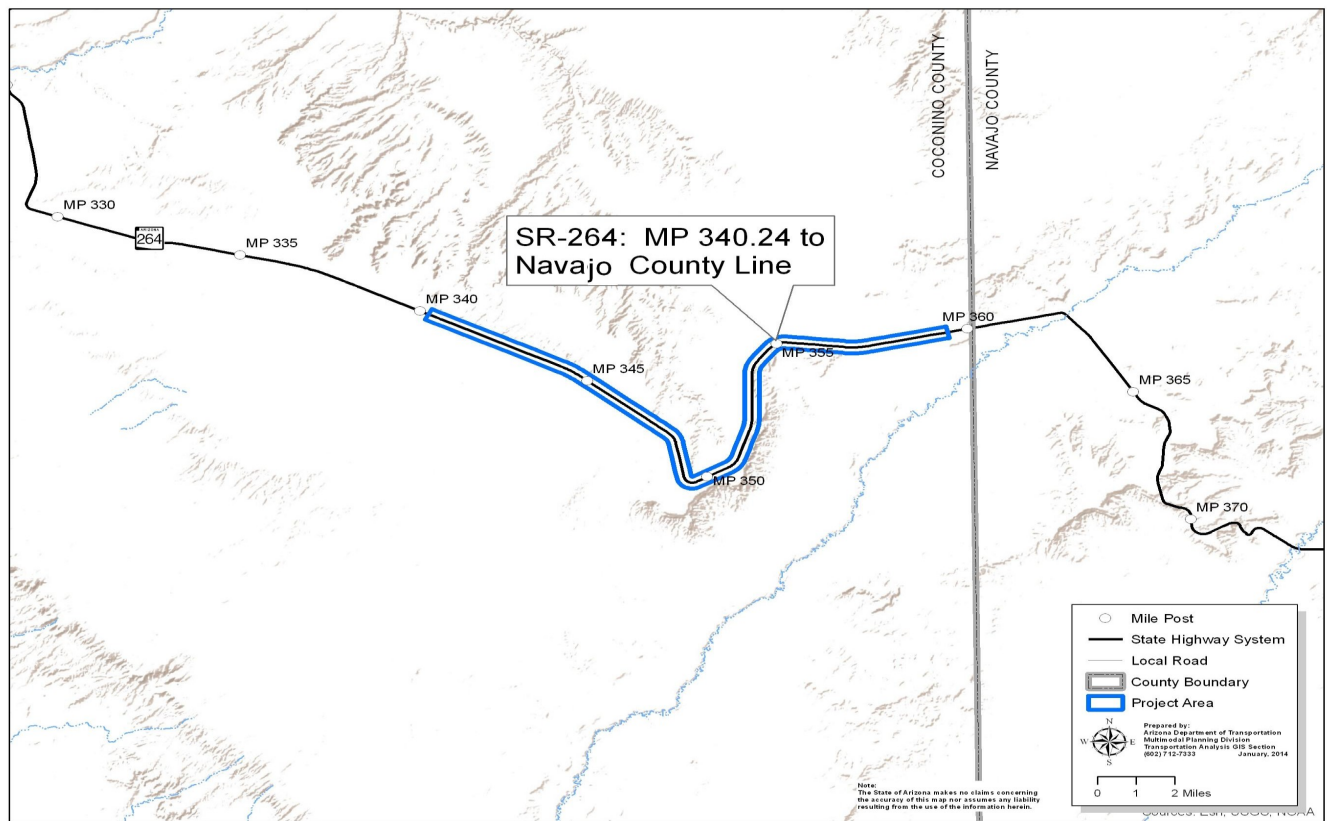 COCONINO COUNTY
NAVAJO COUNTY
MP 330
ARIZONA
264
MP 335
SR-264: MP 340.24 to
Navajo County Line
MP 340
MP 360
MP 355
MP 345
MP 365
MP 350
MP 370
Mile Post
State Highway System
Local Road
County Boundary
Project Area
N
W E
S
Prepared by:
Arizona Department of Transportation
Multimodal Planning Division
Transportation Analysis GIS Section
(602) 712-7333 January, 2014
0 1 2 Miles
Note:
The State of Arizona makes no claims concerning
the accuracy of this map nor assumes any liability
resulting from the use of the information herein.
Sources: Esri, USGS, NOAA